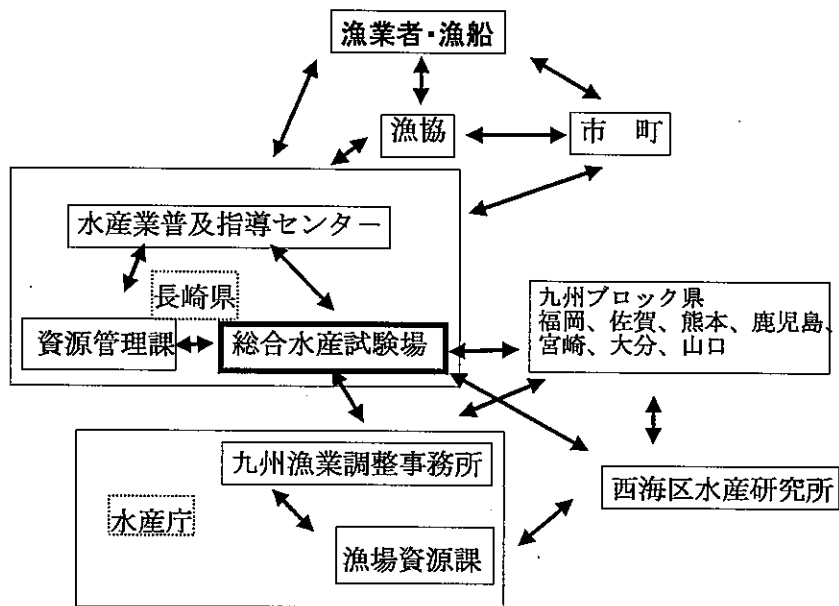 漁業者・漁船
漁協
市　町
水産業普及指導センター
長崎県
資源管理課
総合水産試験場
九州ブロック県
福岡、佐賀、熊本、鹿児島、
宮崎、大分、山口
九州漁業調整事務所
西海区水産研究所
水産庁
漁場資源課